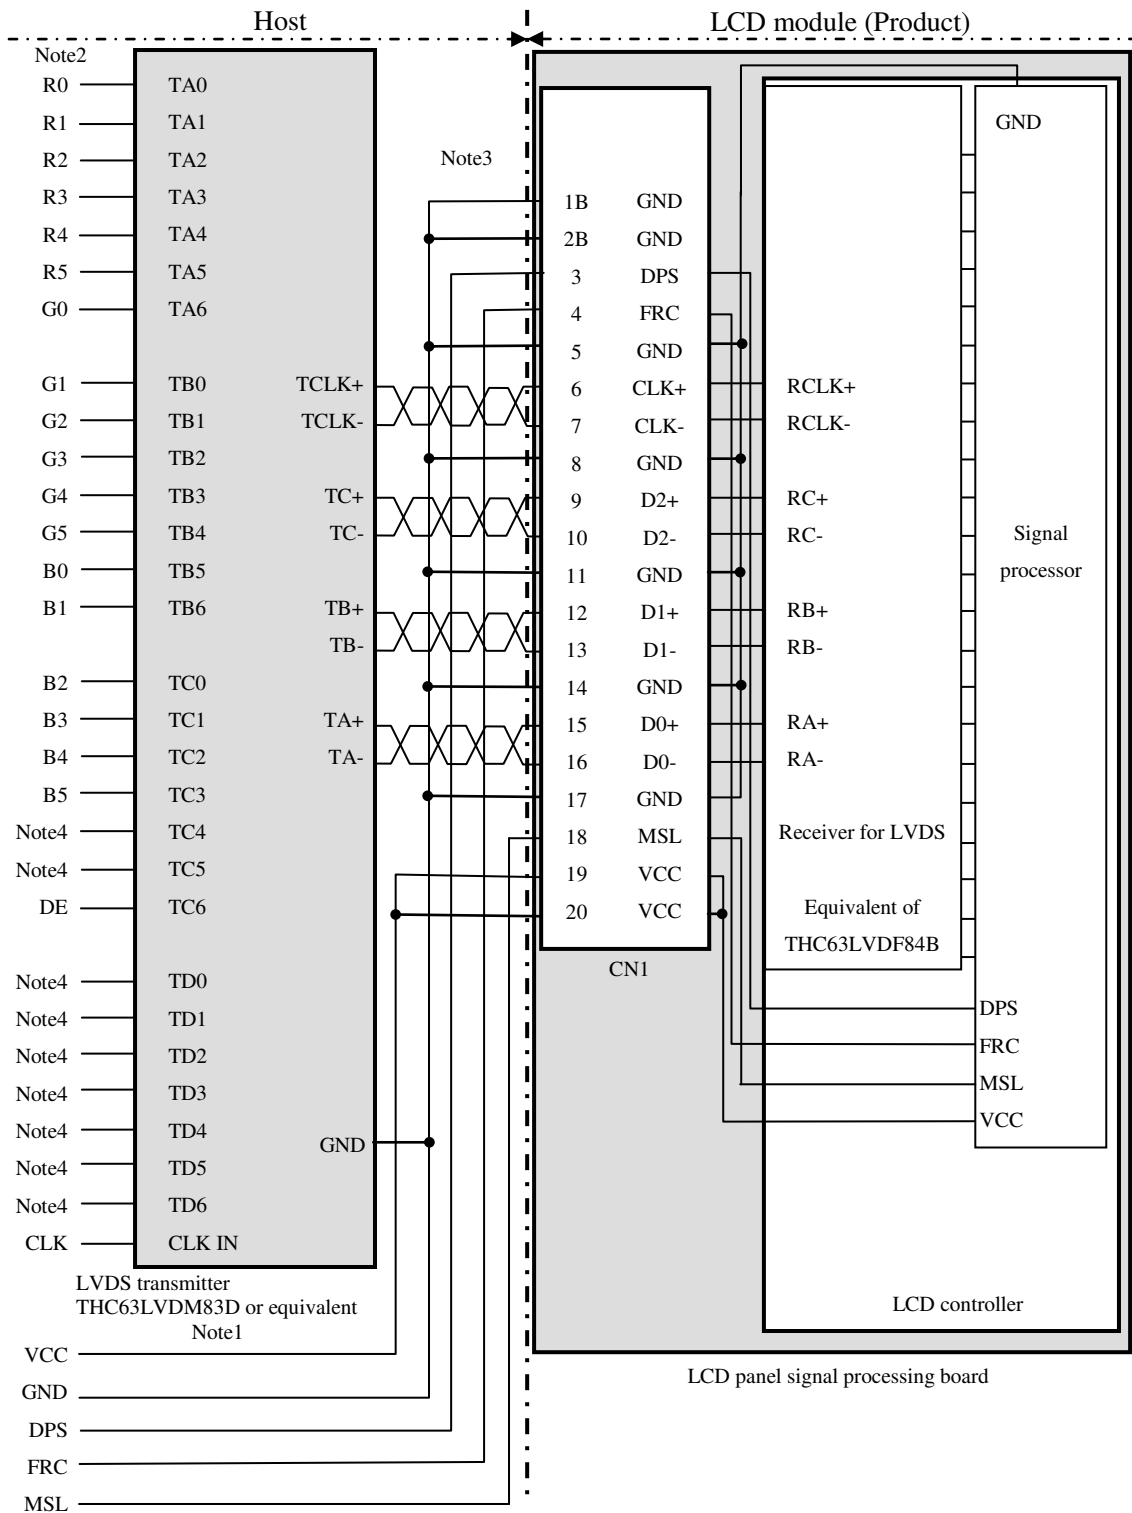 Host LCD module (Product)
Note2
R0 TA0
R1 TA1
R2 TA2
R3 TA3
R4 TA4
R5 TA5
G0 TA6
G1 TB0 TCLK+
G2 TB1 TCLK-
G3 TB2
G4 TB3 TC+
G5 TB4 TC-
B0 TB5
B1 TB6 TB+
TB-
B2 TC0
B3 TC1 TA+
B4 TC2 TA-
B5 TC3
Note4 TC4
Note4 TC5
DE TC6
Note4 TD0
Note4 TD1
Note4 TD2
Note4 TD3
Note4 TD4
GND
Note4 TD5
Note4 TD6
CLK CLK IN
LVDS transmitter
THC63LVDM83D or equivalent
Note1
VCC
GND
DPS
FRC
MSL
Note3
1B GND
2B GND
3 DPS
4 FRC
5 GND
6 CLK+
7 CLK-
8 GND
9 D2+
10 D2-
11 GND
12 D1+
13 D1-
14 GND
15 D0+
16 D0-
17 GND
18 MSL
19 VCC
20 VCC
CN1
RCLK+
RCLK-
RC+
RC-
RB+
RB-
RA+
RA-
Receiver for LVDS
Equivalent of
THC63LVDF84B
GND
Signal
processor
DPS
FRC
MSL
VCC
LCD controller
LCD panel signal processing board